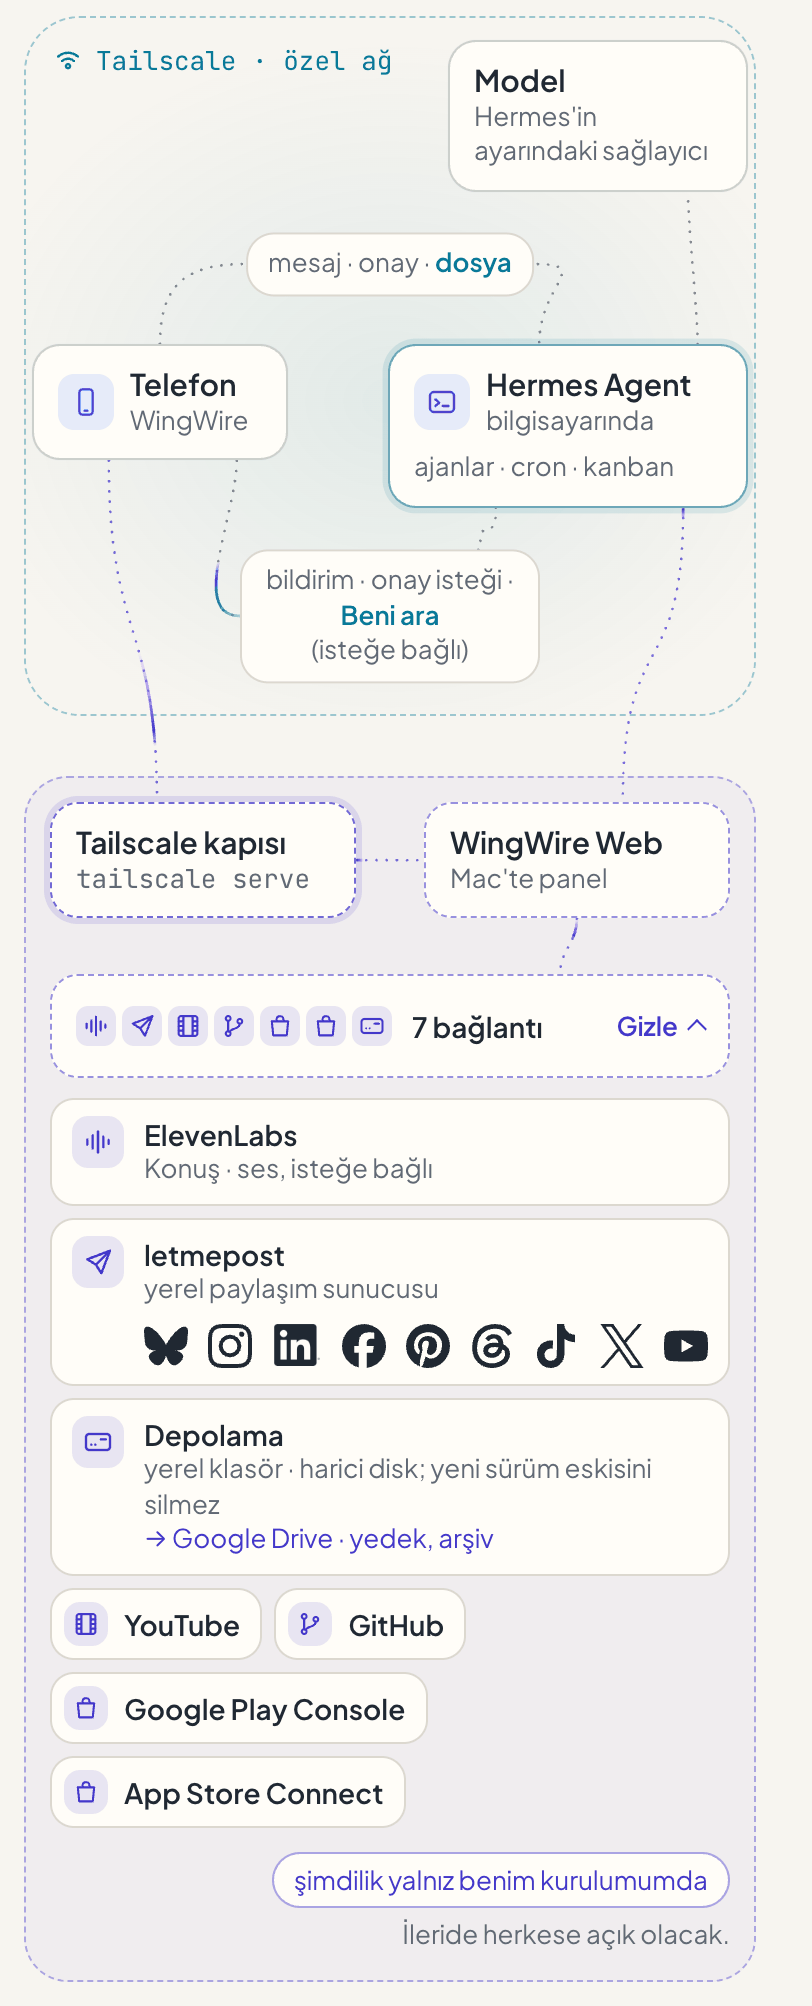 Tailscale · özel ağ
Model
Hermes'in
ayarındaki sağlayıcı
mesaj · onay · dosya
Telefon
WingWire
Hermes Agent
bilgisayarında
ajanlar · cron · kanban
bildirim · onay isteği ·
Beni ara
(isteğe bağlı)
Tailscale kapısı
tailscale serve
WingWire Web
Mac'te panel
7 bağlantı
Gizle
ElevenLabs
Konuş · ses, isteğe bağlı
letmepost
yerel paylaşım sunucusu
Depolama
yerel klasör · harici disk; yeni sürüm eskisini
silmez
→ Google Drive · yedek, arşiv
YouTube
GitHub
Google Play Console
App Store Connect
şimdilik yalnız benim kurulumumda
İleride herkese açık olacak.